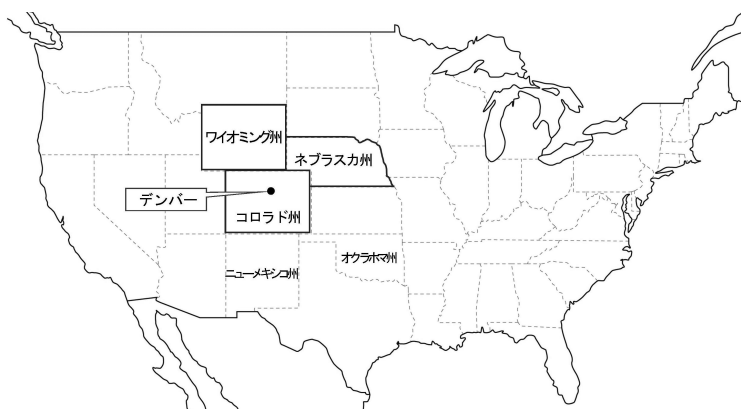 ワイオミング州
ネブラスカ州
デンバー
コロラド州
オクラホマ州
ニューメキシコ州